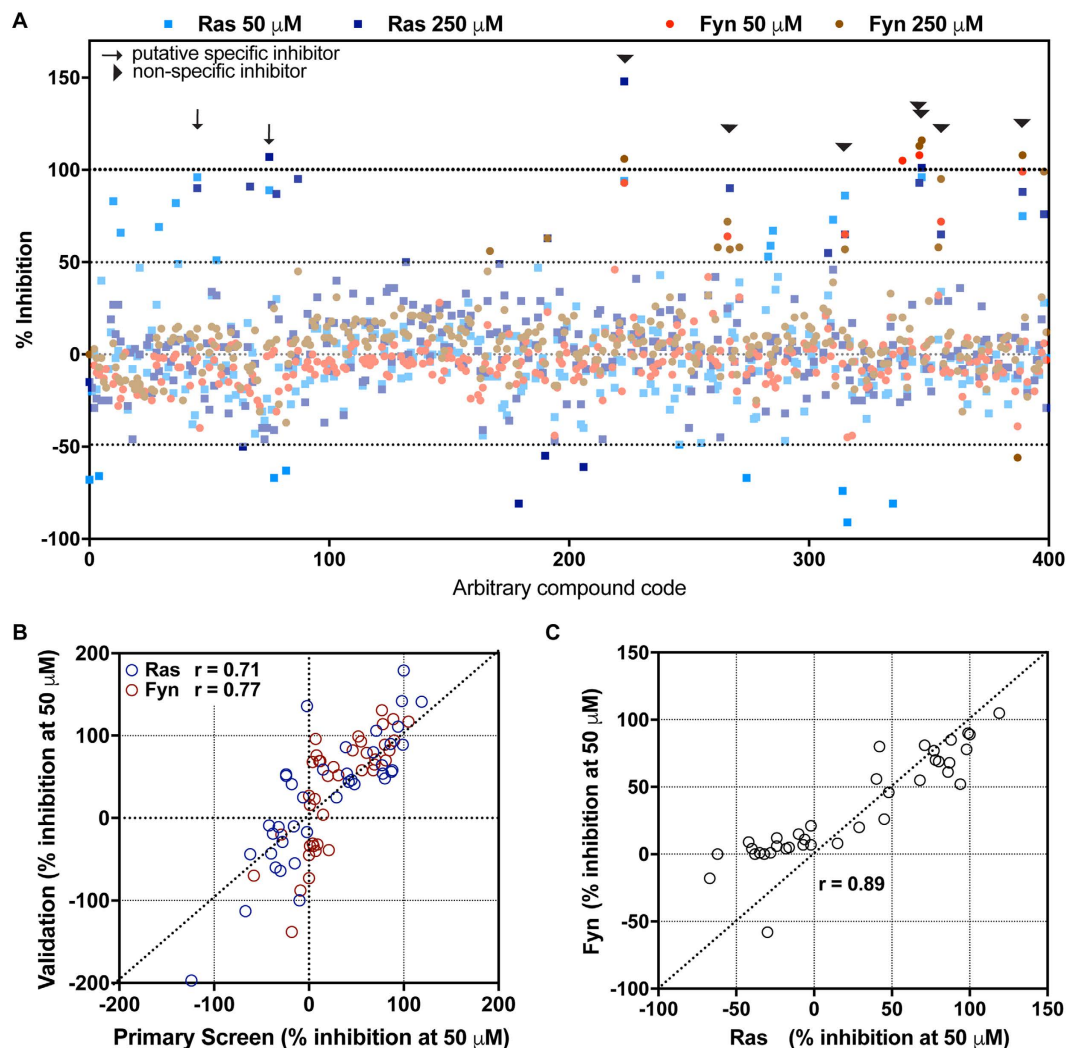 A
Ras 50 μM Ras 250 μM Fyn 50 μM Fyn 250 μM
putative specific inhibitor
non-specific inhibitor
% Inhibition
150
100
50
0
-50
-100
0 100 200 300 400
Arbitrary compound code
B
Validation (% inhibition at 50 μM)
200
100
0
-100
-200
Ras r = 0.71
Fyn r = 0.77
-200 -100 0 100 200
Primary Screen (% inhibition at 50 μM)
C
Fyn (% inhibition at 50 μM)
150
100
50
0
-50
-100
r = 0.89
-100 -50 0 50 100 150
Ras (% inhibition at 50 μM)